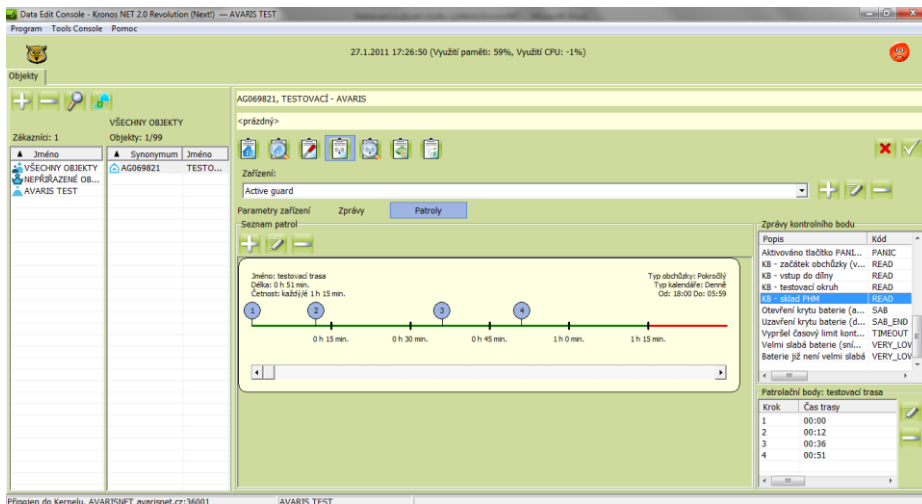 Data Edit Console - Kronos NET 2.0 Revolution (Next!) — AVARIS TEST
Program Tools Console Pomoc
27.1.2011 17:26:50 (Využití paměti: 59%, Využití CPU: -1%)
Objekty
AG069821, TESTOVACÍ - AVARIS
VŠECHNY OBJEKTY
<prázdný>
Zákazníci: 1 Objekty: 1/99
Jméno Synonymum Jméno
VŠECHNY OBJEKTY AG069821 TESTO...
NEPŘIŘAZENÉ OB...
AVARIS TEST
Zařízení:
Active guard
Parametry zařízení Zprávy Patroly
Seznam patrol
Jméno: testovací trasa
Délka: 0 h 51 min.
Četnost: každý/é 1 h 15 min.
Typ obchůzky: Pokročilý
Typ kalendáře: Denně
Od: 18:00 Do: 05:59
1 2 3 4
0 h 15 min. 0 h 30 min. 0 h 45 min. 1 h 0 min. 1 h 15 min.
Zprávy kontrolního bodu
Popis Kód
Aktivováno tlačítko PANI... PANIC
KB - začátek obchůzky (v... READ
KB - vstup do dílny READ
KB - testovací okruh READ
KB - sklad PHM READ
Otevření krytu baterie (a... SAB
Uzavření krytu baterie (d... SAB_END
Vypršel časový limit kont... TIMEOUT
Velmi slabá baterie (sní... VERY_LOV
Baterie již není velmi slabá VERY_LOV
Patrolační body: testovací trasa
Krok Čas trasy
1 00:00
2 00:12
3 00:36
4 00:51
Připojen do Kernelu, AVARISNET avarisnet.cz:36001 AVARIS TEST